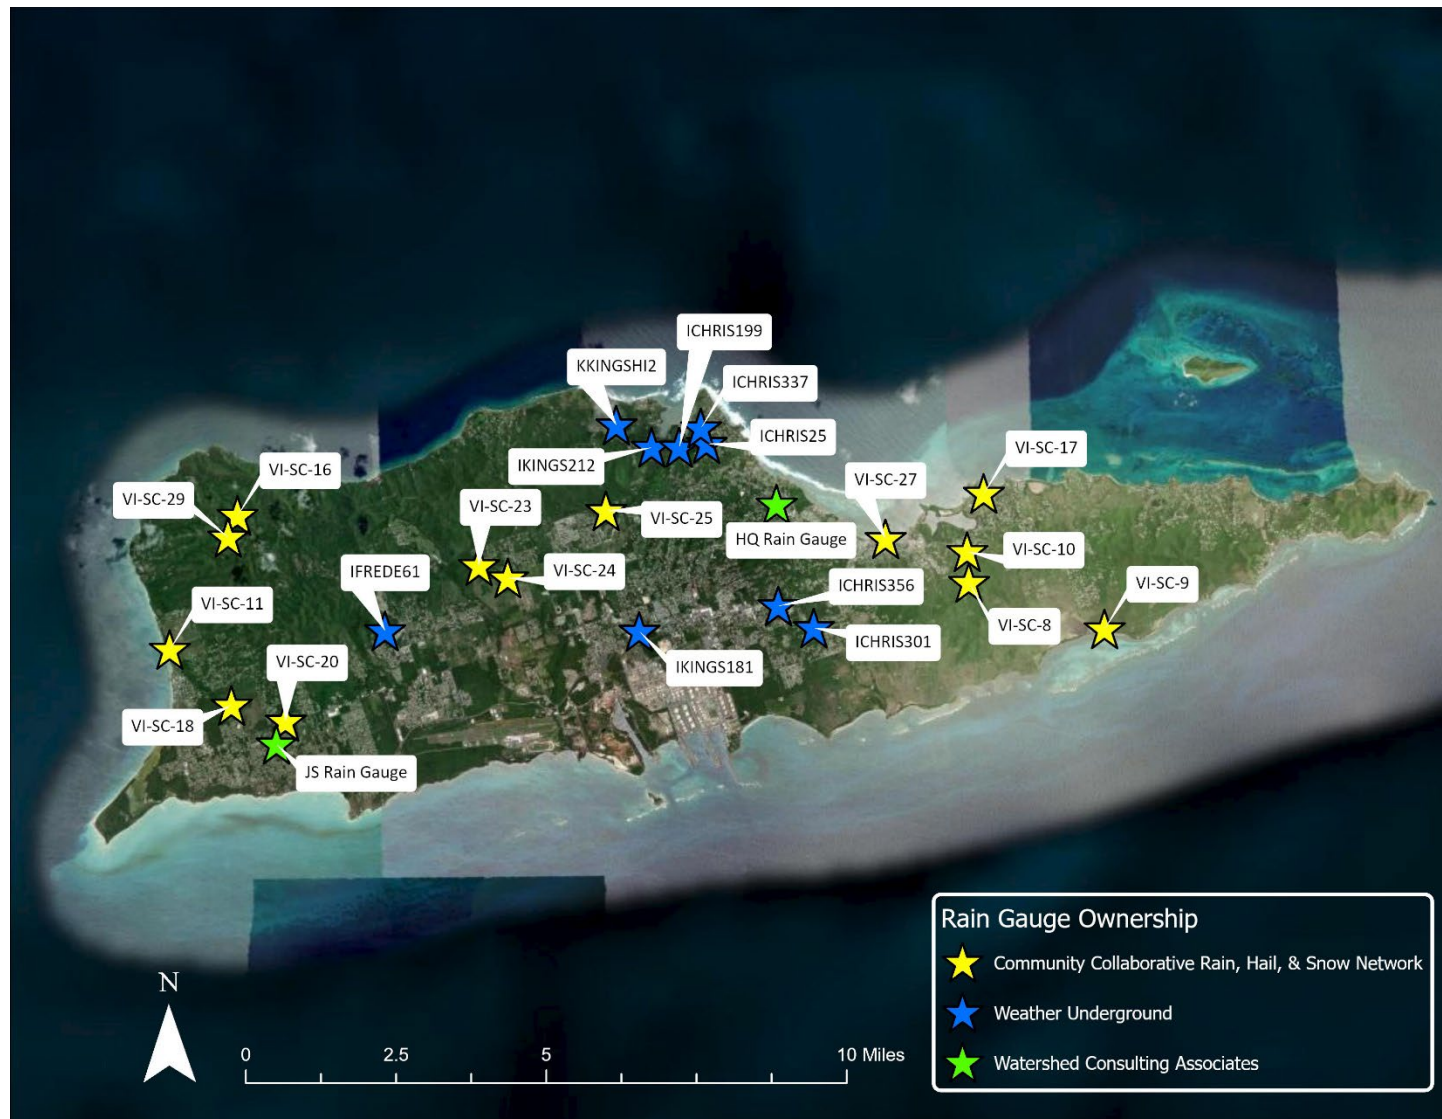 ICHRIS199
KKINGSHI2
ICHRIS337
ICHRIS25
IKINGS212
VI-SC-16
VI-SC-17
VI-SC-27
VI-SC-29
VI-SC-23
VI-SC-25
HQ Rain Gauge
VI-SC-10
IFREDE61
VI-SC-24
ICHRIS356
VI-SC-9
VI-SC-11
VI-SC-8
ICHRIS301
VI-SC-20
IKINGS181
VI-SC-18
JS Rain Gauge
Rain Gauge Ownership
Community Collaborative Rain, Hail, & Snow Network
Weather Underground
Watershed Consulting Associates
N
0 2.5 5 10 Miles